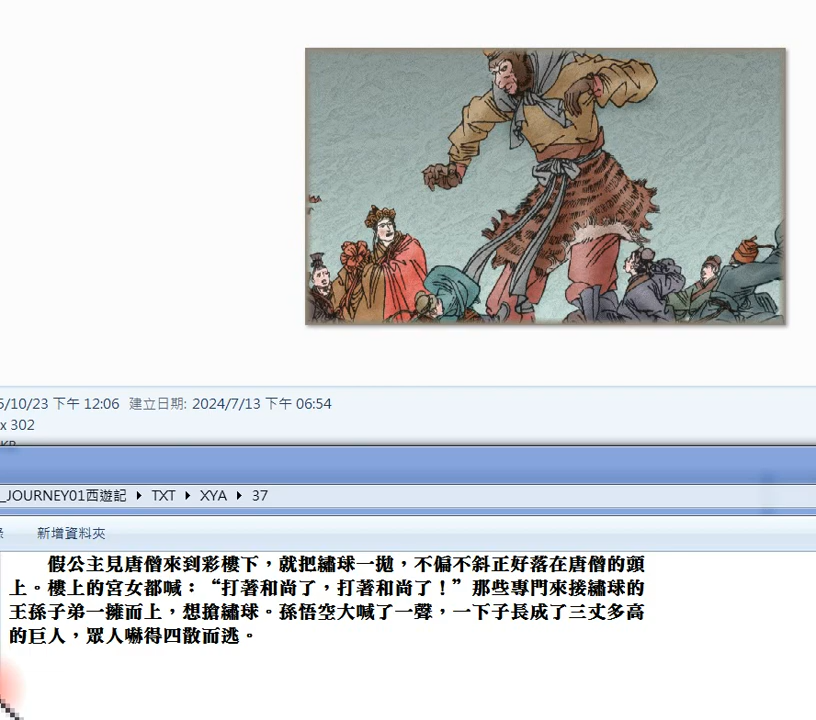 5/10/23 下午 12:06 建立日期: 2024/7/13 下午 06:54
x 302
KB
_JOURNEY01西遊記 ▶ TXT ▶ XYA ▶ 37
新增資料夾
假公主見唐僧來到彩樓下，就把繡球一拋，不偏不斜正好落在唐僧的頭
上。樓上的宮女都喊：“打著和尚了，打著和尚了！”那些專門來接繡球的
王孫子弟一擁而上，想搶繡球。孫悟空大喊了一聲，一下子長成了三丈多高
的巨人，眾人嚇得四散而逃。